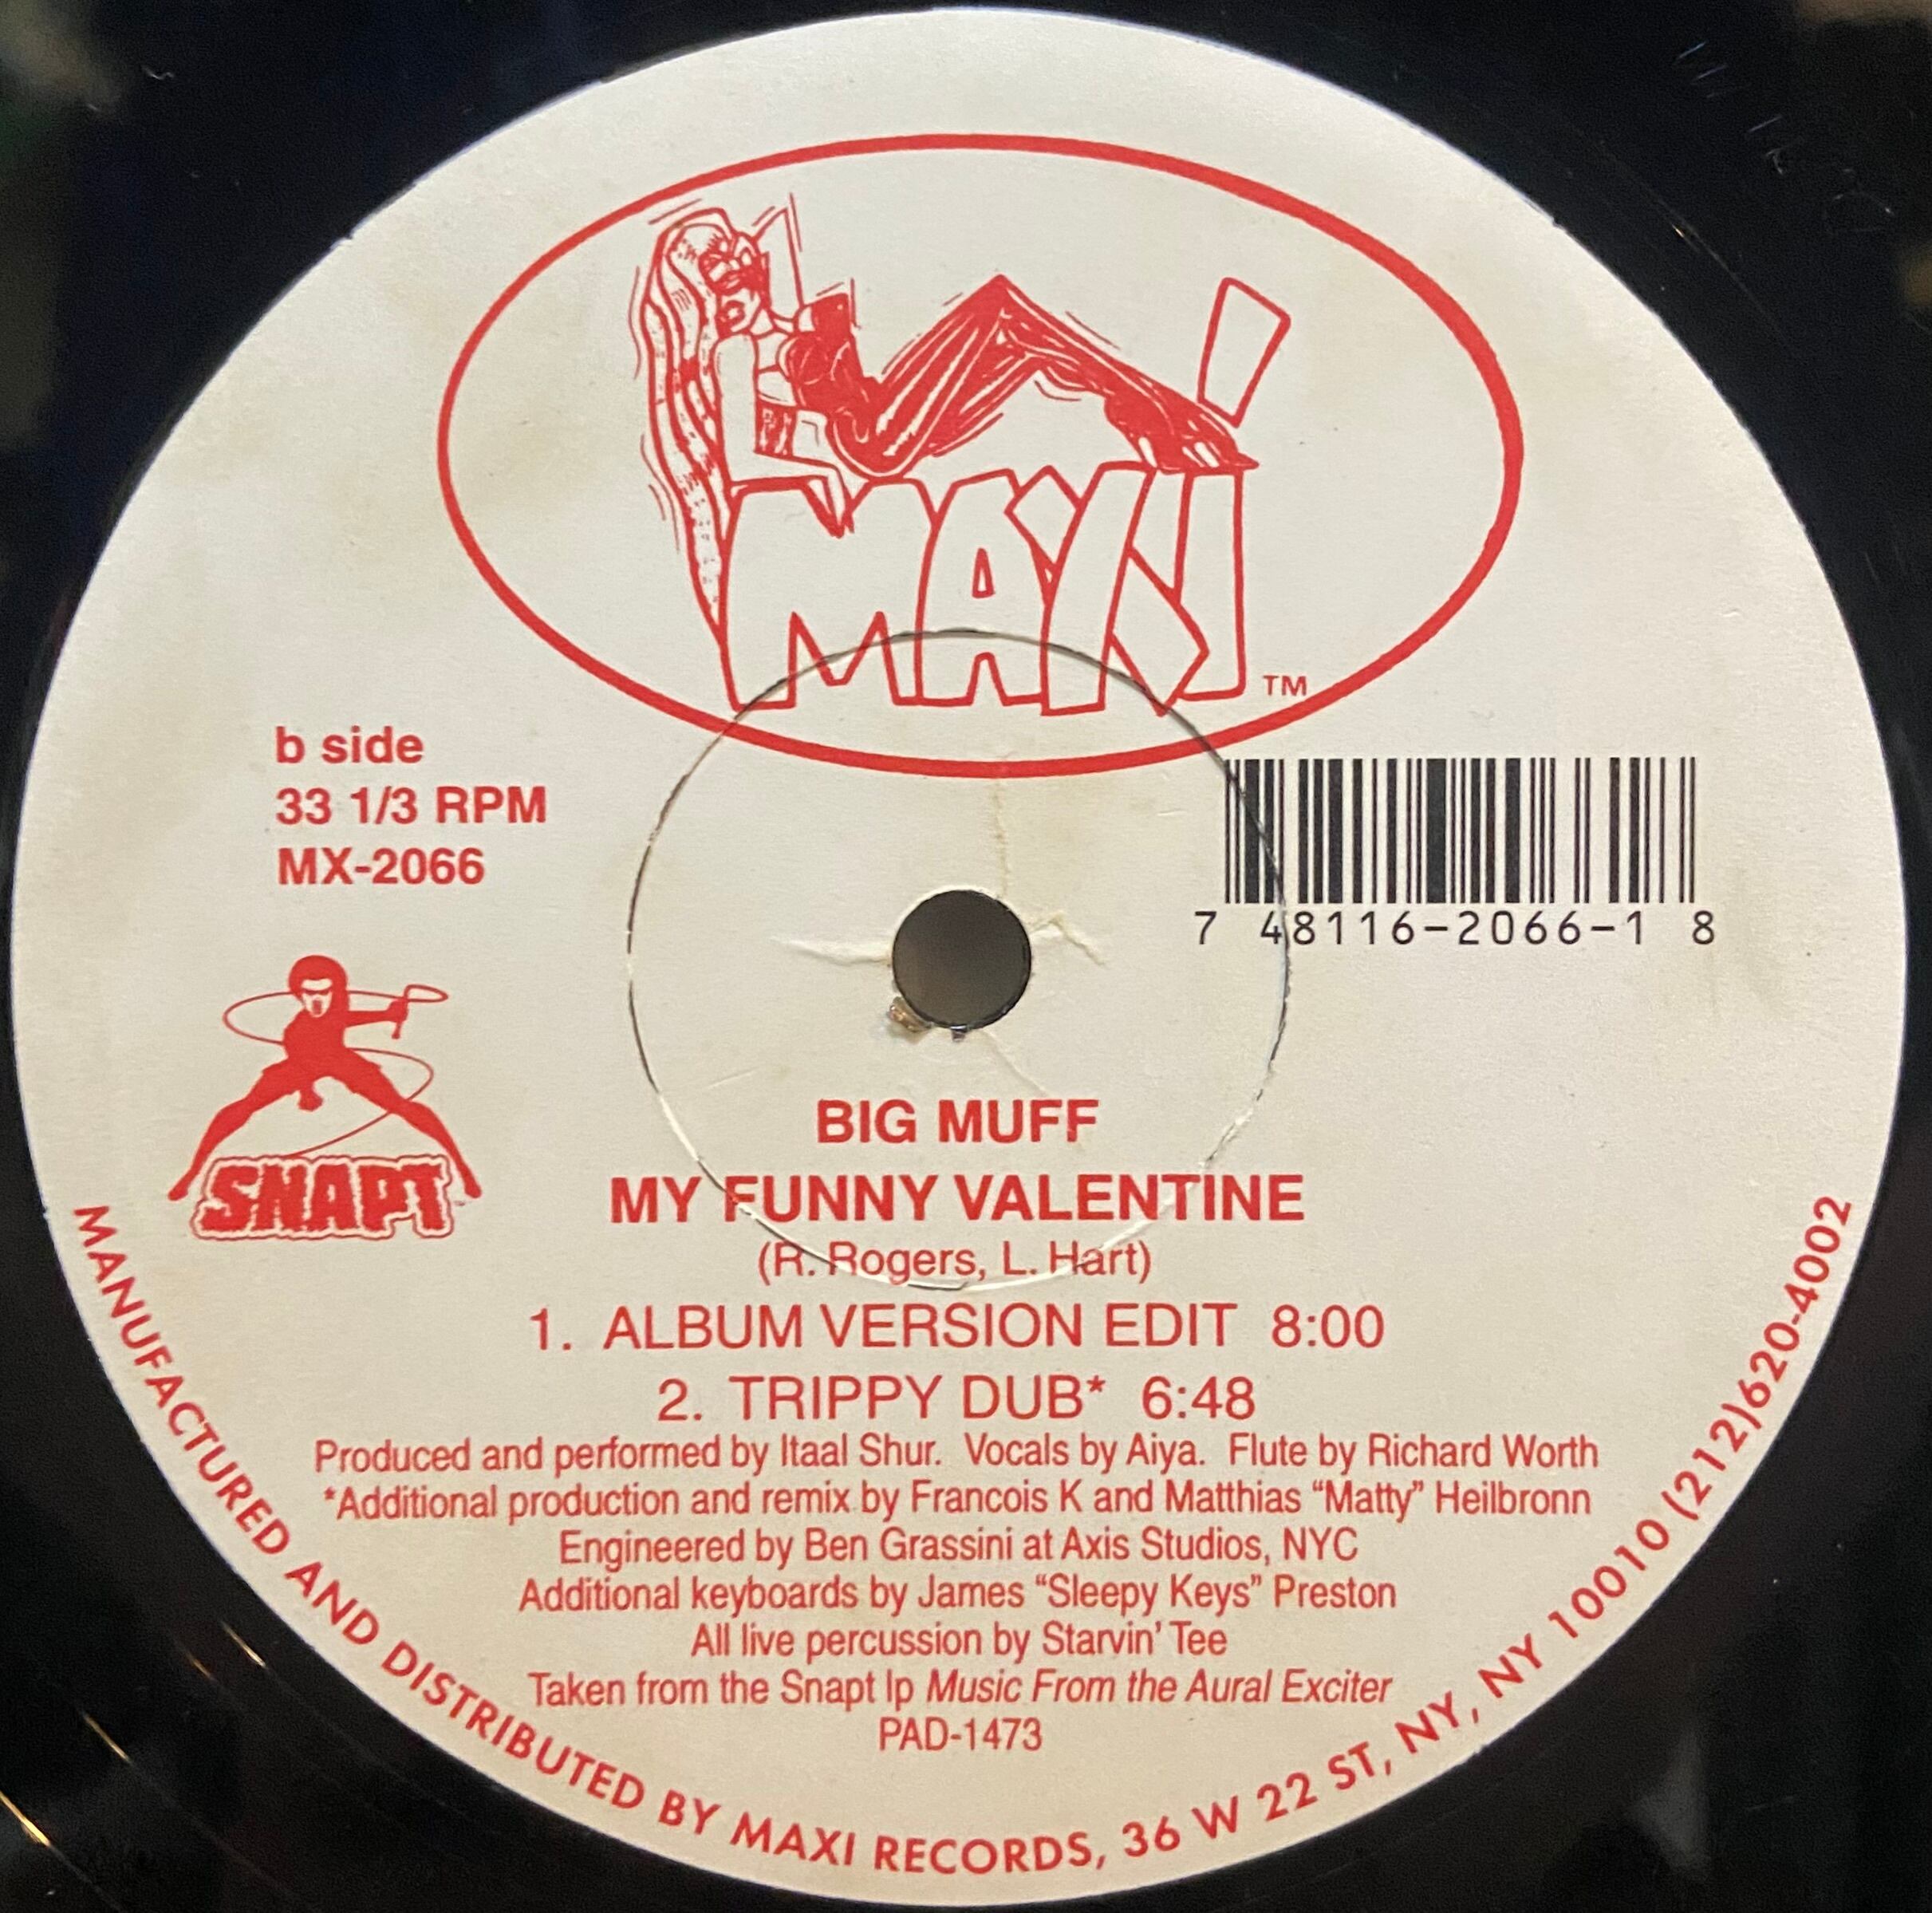 MAXI!
TM
b side
33 1/3 RPM
MX-2066
7 48116-2066-1 8
SNAPT
BIG MUFF
MY FUNNY VALENTINE
(R. Rogers, L. Hart)
1. ALBUM VERSION EDIT 8:00
2. TRIPPY DUB* 6:48
Produced and performed by Itaal Shur. Vocals by Aiya. Flute by Richard Worth
*Additional production and remix by Francois K and Matthias “Matty” Heilbronn
Engineered by Ben Grassini at Axis Studios, NYC
Additional keyboards by James “Sleepy Keys” Preston
All live percussion by Starvin’ Tee
Taken from the Snapt lp Music From the Aural Exciter
PAD-1473
MANUFACTURED AND DISTRIBUTED BY MAXI RECORDS, 36 W 22 ST, NY, NY 10010 (212)620-4002